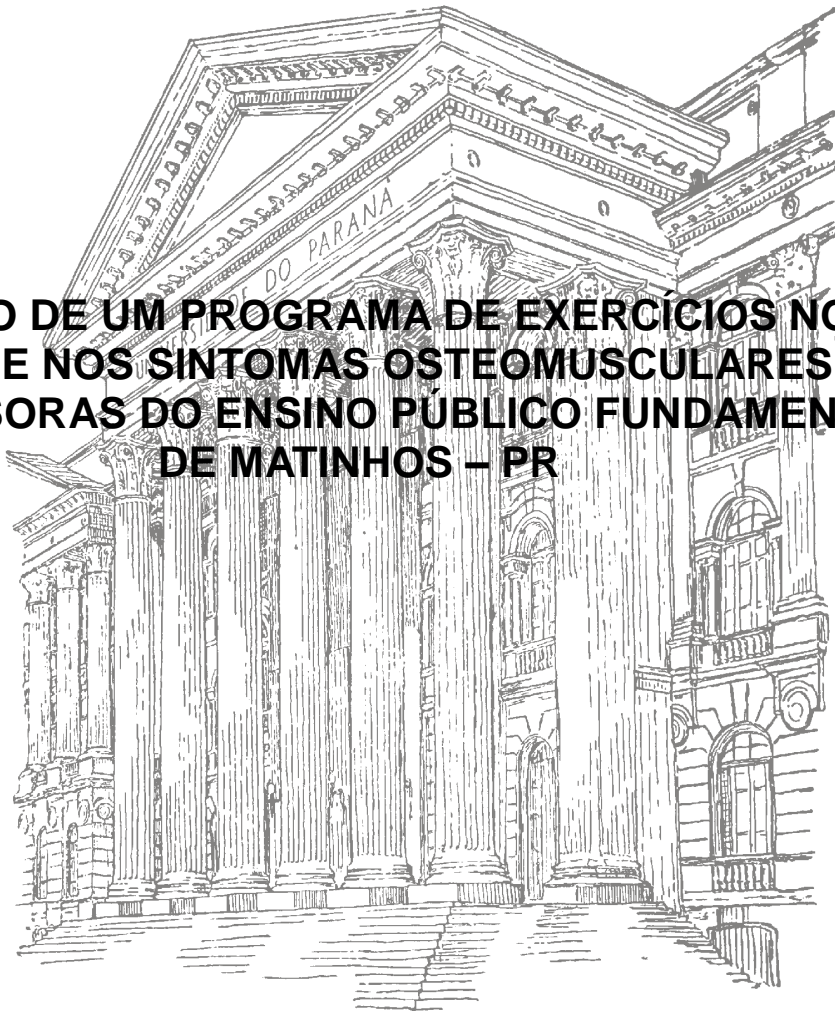 DO PARANÁ
O DE UM PROGRAMA DE EXERCÍCIOS NO
E NOS SINTOMAS OSTEOMUSCULARES
SORAS DO ENSINO PÚBLICO FUNDAMEN
DE MATINHOS – PR